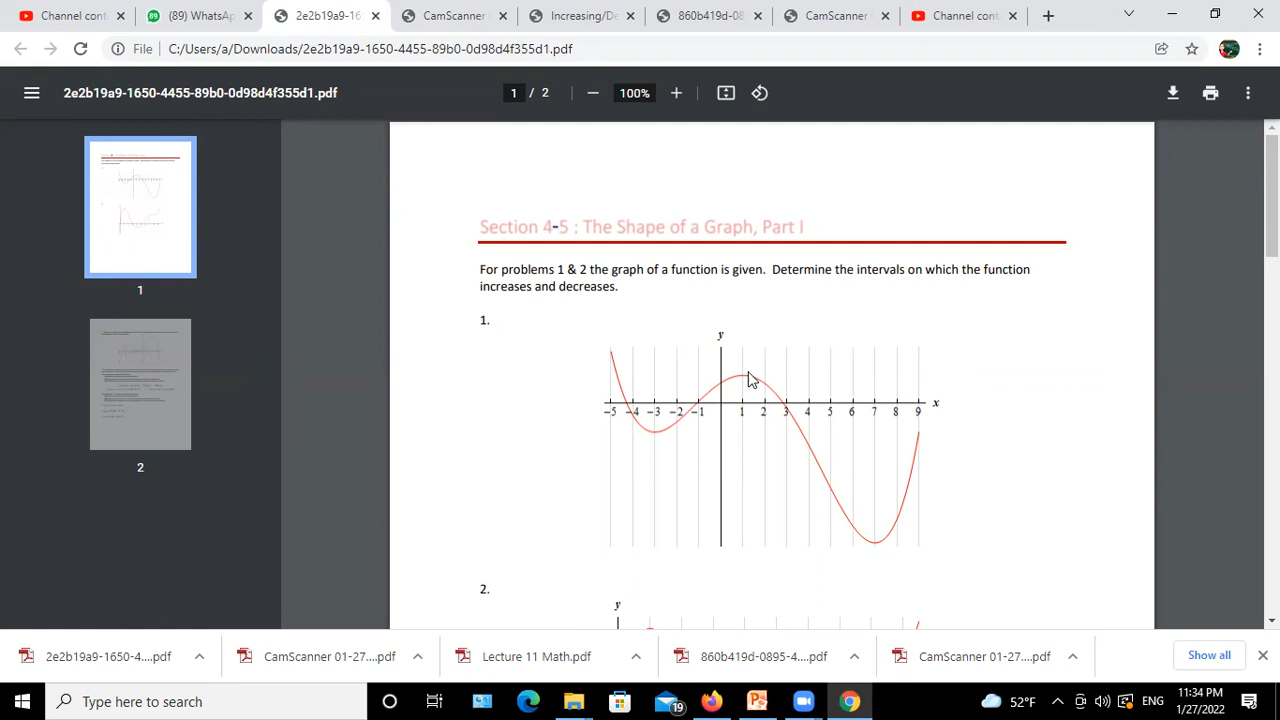 Channel cont
(89) WhatsAp
2e2b19a9-16
CamScanner
Increasing/De
860b419d-08
CamScanner
Channel cont
File C:/Users/a/Downloads/2e2b19a9-1650-4455-89b0-0d98d4f355d1.pdf
2e2b19a9-1650-4455-89b0-0d98d4f355d1.pdf
1 / 2
100%
1
2
Section 4-5 : The Shape of a Graph, Part I
For problems 1 & 2 the graph of a function is given. Determine the intervals on which the function
increases and decreases.
1.
y
x
-5 -4 -3 -2 -1 1 2 3 4 5 6 7 8 9
2.
y
2e2b19a9-1650-4....pdf
CamScanner 01-27....pdf
Lecture 11 Math.pdf
860b419d-0895-4....pdf
CamScanner 01-27....pdf
Show all
Type here to search
19
52°F
ENG
11:34 PM
1/27/2022